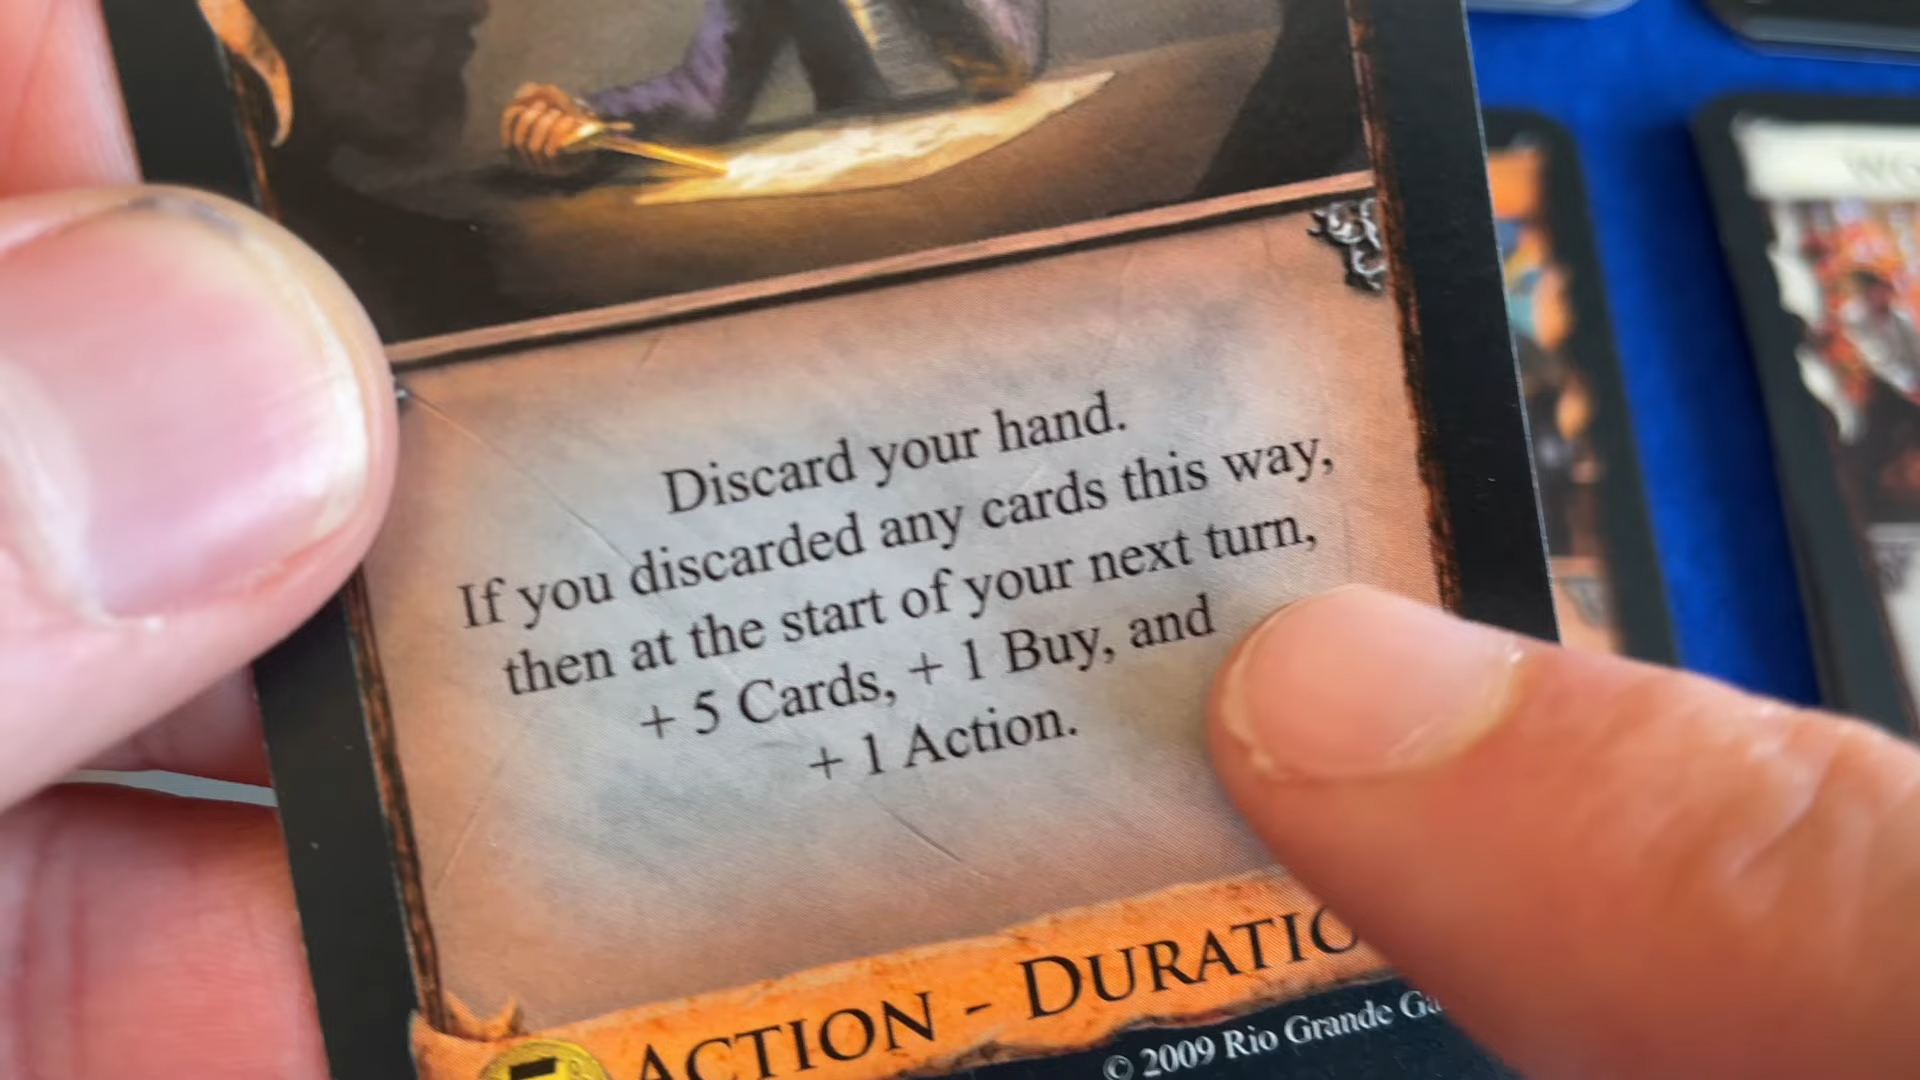 Discard your hand.
If you discarded any cards this way,
then at the start of your next turn,
+ 5 Cards, + 1 Buy, and
+ 1 Action.
ACTION - DURATIO
© 2009 Rio Grande Ga